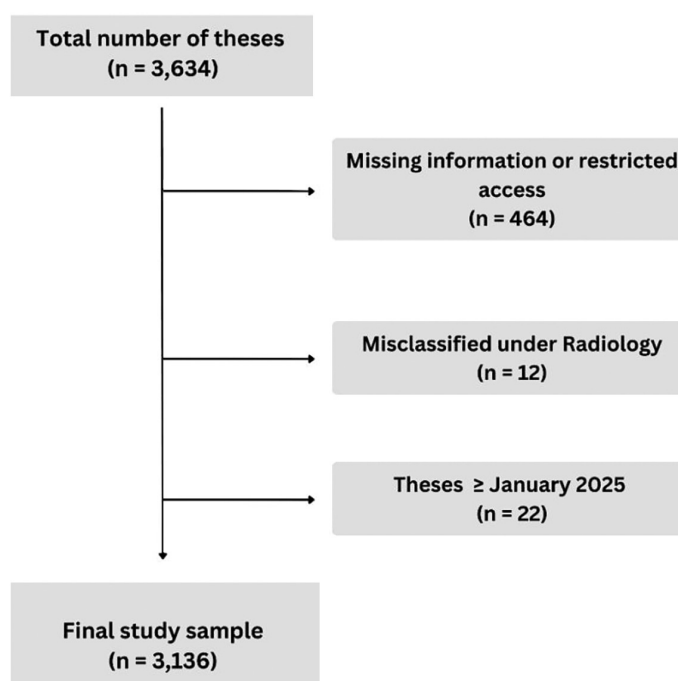 Total number of theses
(n = 3,634)
Missing information or restricted
access
(n = 464)
Misclassified under Radiology
(n = 12)
Theses ≥ January 2025
(n = 22)
Final study sample
(n = 3,136)